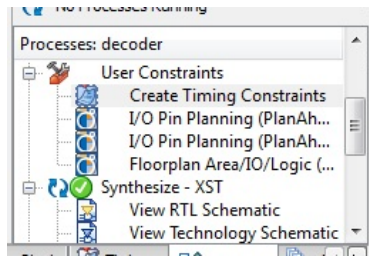 No Processes Running
Processes: decoder
User Constraints
Create Timing Constraints
I/O Pin Planning (PlanAh...
I/O Pin Planning (PlanAh...
Floorplan Area/IO/Logic (...
Synthesize - XST
View RTL Schematic
View Technology Schematic